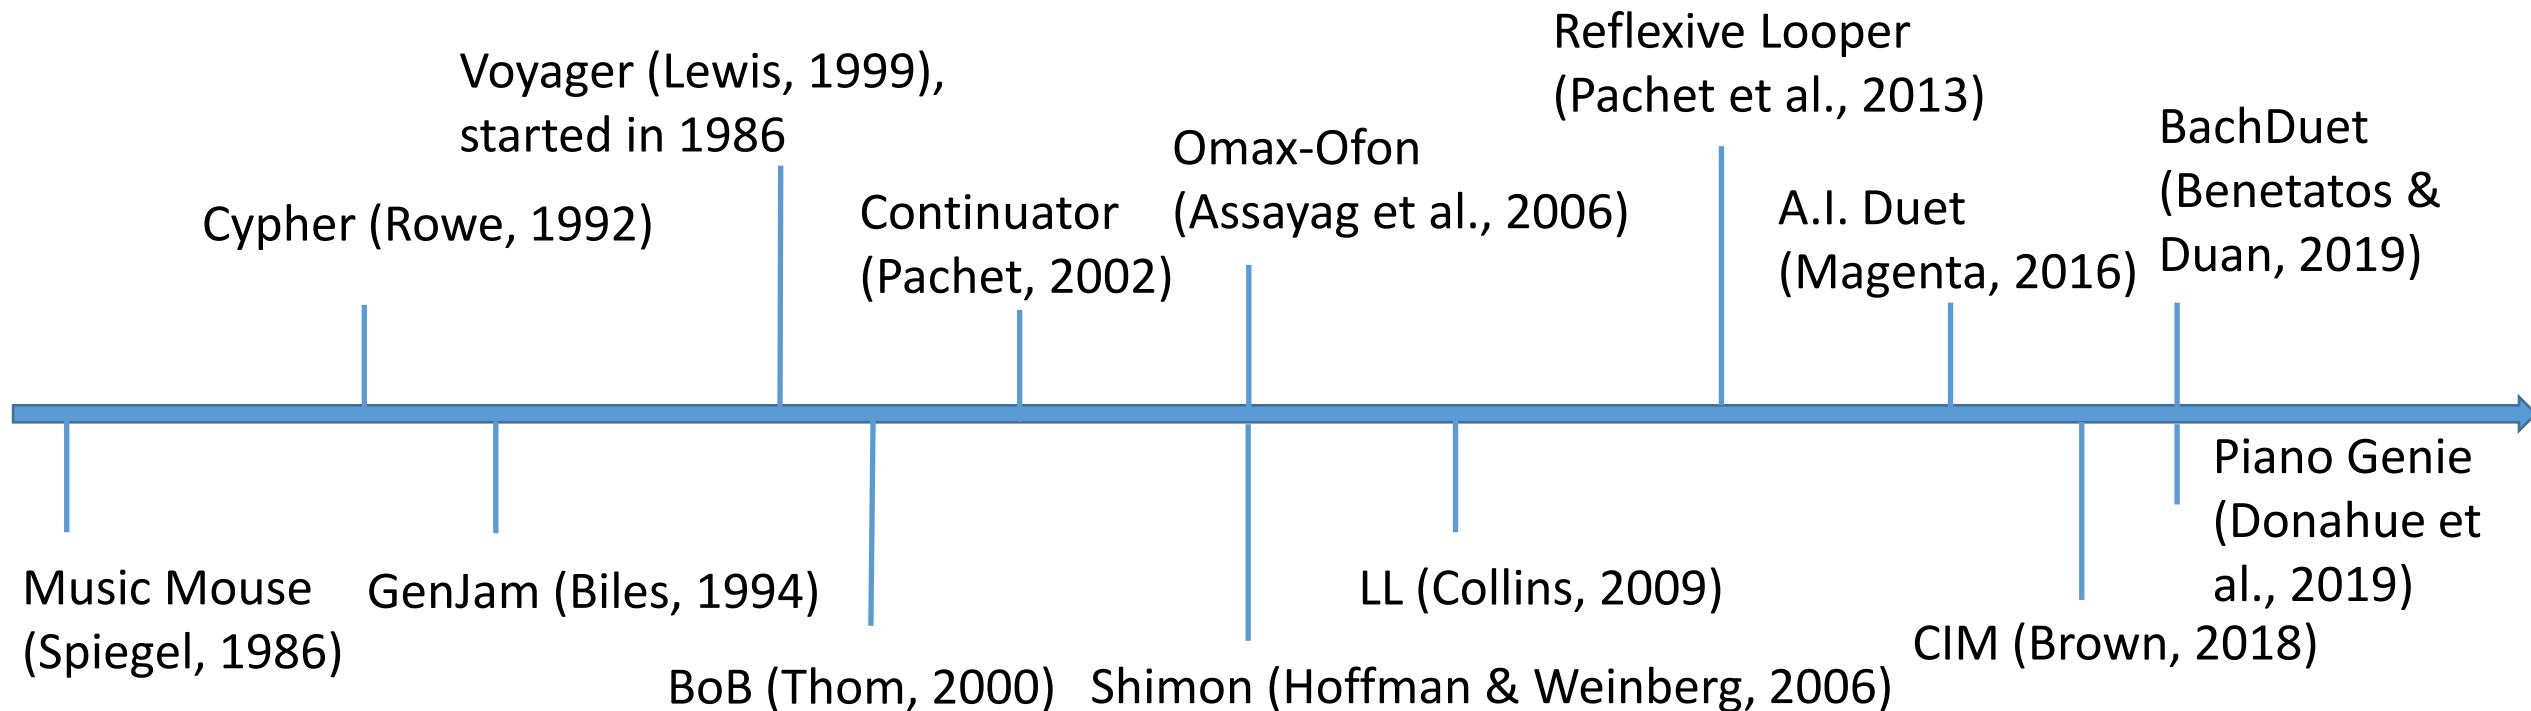 Reflexive Looper
(Pachet et al., 2013)
Voyager (Lewis, 1999),
started in 1986
BachDuet
(Benetatos &
Duan, 2019)
Omax-Ofon
(Assayag et al., 2006)
Cypher (Rowe, 1992)
Continuator
(Pachet, 2002)
A.I. Duet
(Magenta, 2016)
Piano Genie
(Donahue et
al., 2019)
Music Mouse
(Spiegel, 1986)
GenJam (Biles, 1994)
LL (Collins, 2009)
CIM (Brown, 2018)
BoB (Thom, 2000)
Shimon (Hoffman & Weinberg, 2006)